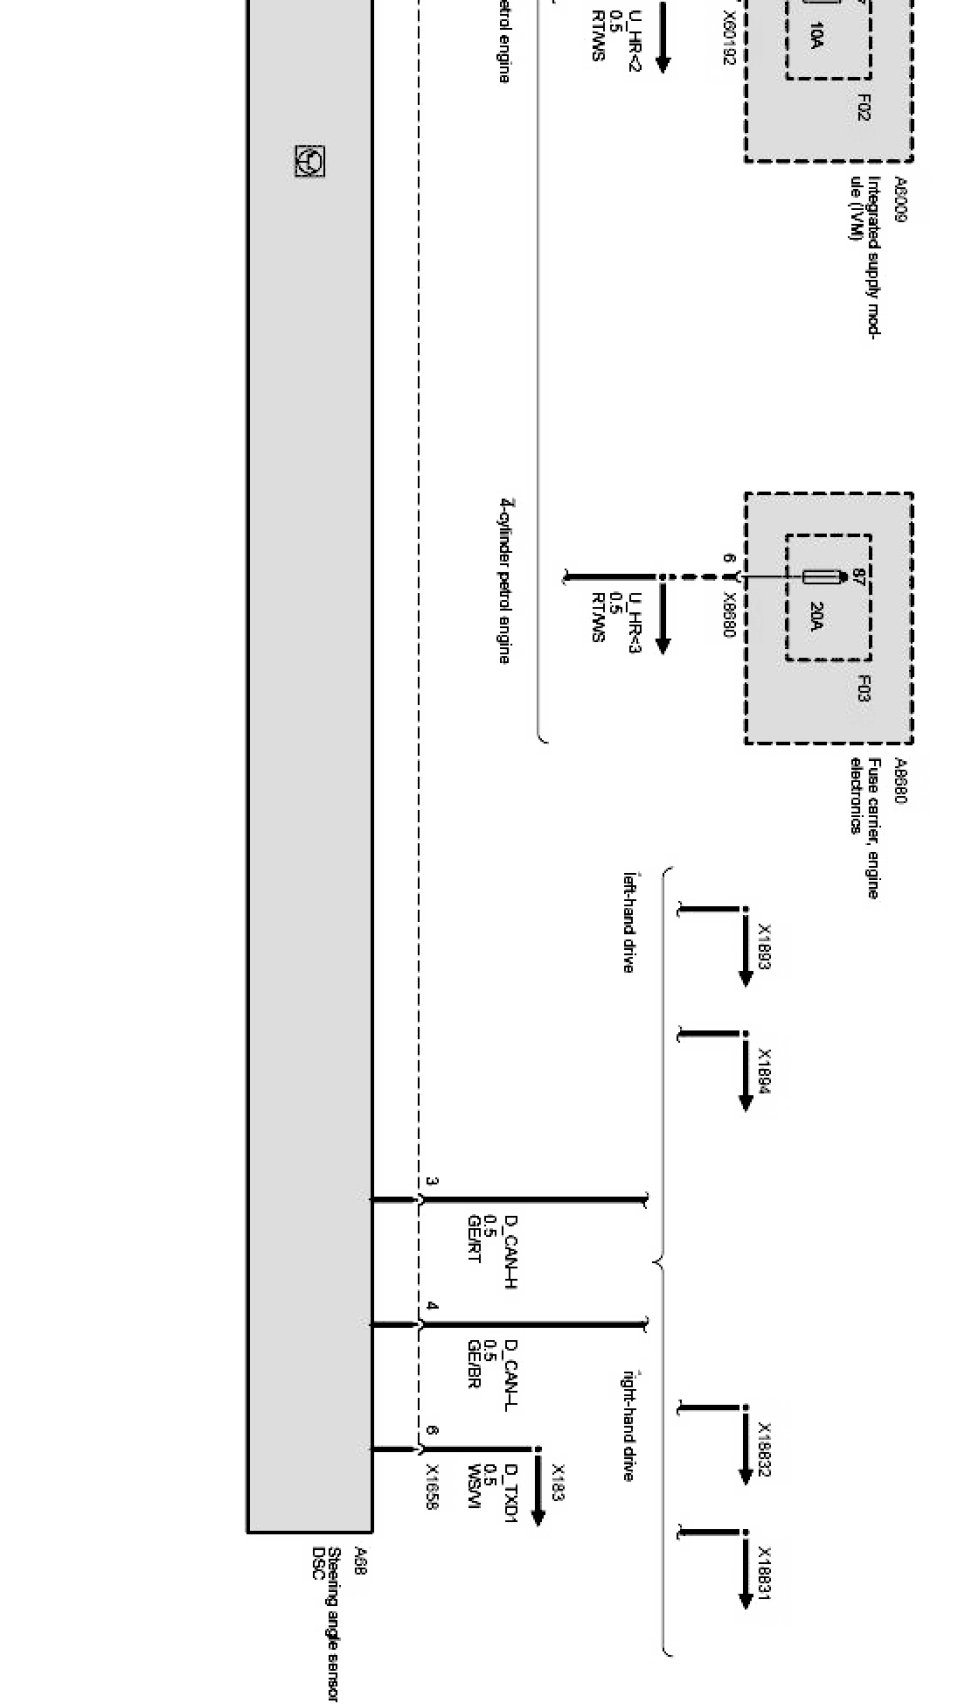 10A
F02
A6009
Integrated supply mod-
ule (IVM)
X60192
U_HR<2
0.5
RT/WS
etrol engine
87
20A
F03
A8680
Fuse carrier, engine
electronics
6
X8680
U_HR<3
0.5
RT/WS
4-cylinder petrol engine
X1893
X1894
X18832
X18831
left-hand drive
right-hand drive
3
D_CAN-H
0.5
GE/RT
4
D_CAN-L
0.5
GE/BR
X183
6
D_TXD1
0.5
WS/VI
X1658
A68
Steering angle sensor
DSC